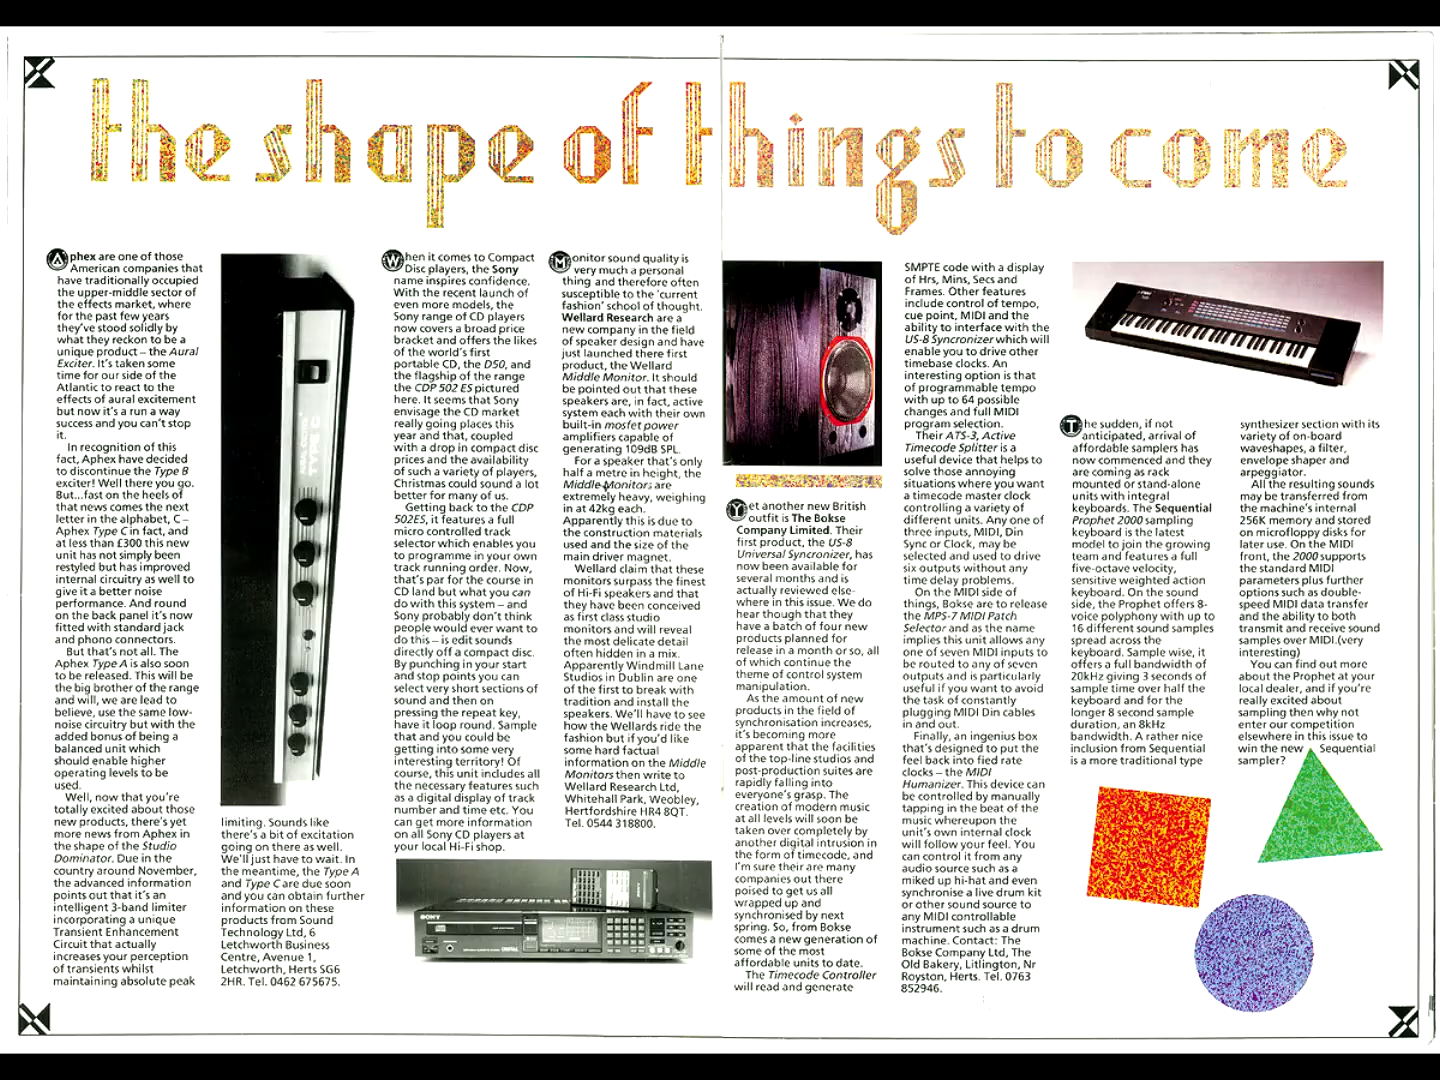 the shape of things to come
Aphex are one of those
American companies that
have traditionally occupied
the upper-middle sector of
the effects market, where
for the past few years
they've stood solidly by
what they reckon to be a
unique product – the Aural
Exciter. It's taken some
time for our side of the
Atlantic to react to the
effects of aural excitement
but now it's a run a way
success and you can't stop
it.
In recognition of this
fact, Aphex have decided
to discontinue the Type B
exciter! Well there you go.
But...fast on the heels of
that news comes the next
letter in the alphabet, C –
Aphex Type C in fact, and
at less than £300 this new
unit has not simply been
restyled but has improved
internal circuitry as well to
give it a better noise
performance. And round
on the back panel it's now
fitted with standard jack
and phono connectors.
But that's not all. The
Aphex Type A is also soon
to be released. This will be
the big brother of the range
and will, we are lead to
believe, use the same low-
noise circuitry but with the
added bonus of being a
balanced unit which
should enable higher
operating levels to be
used.
Well, now that you're
totally excited about those
new products, there's yet
more news from Aphex in
the shape of the Studio
Dominator. Due in the
country around November,
the advanced information
points out that it's an
intelligent 3-band limiter
incorporating a unique
Transient Enhancement
Circuit that actually
increases your perception
of transients whilst
maintaining absolute peak
TYPE C
limiting. Sounds like
there's a bit of excitation
going on there as well.
We'll just have to wait. In
the meantime, the Type A
and Type C are due soon
and you can obtain further
information on these
products from Sound
Technology Ltd, 6
Letchworth Business
Centre, Avenue 1,
Letchworth, Herts SG6
2HR. Tel. 0462 675675.
When it comes to Compact
Disc players, the Sony
name inspires confidence.
With the recent launch of
even more models, the
Sony range of CD players
now covers a broad price
bracket and offers the likes
of the world's first
portable CD, the D50, and
the flagship of the range
the CDP 502 ES pictured
here. It seems that Sony
envisage the CD market
really going places this
year and that, coupled
with a drop in compact disc
prices and the availability
of such a variety of players,
Christmas could sound a lot
better for many of us.
Getting back to the CDP
502ES, it features a full
micro controlled track
selector which enables you
to programme in your own
track running order. Now,
that's par for the course in
CD land but what you can
do with this system – and
Sony probably don't think
people would ever want to
do this – is edit sounds
directly off a compact disc.
By punching in your start
and stop points you can
select very short sections of
sound and then on
pressing the repeat key,
have it loop round. Sample
that and you could be
getting into some very
interesting territory! Of
course, this unit includes all
the necessary features such
as a digital display of track
number and time etc. You
can get more information
on all Sony CD players at
your local Hi-Fi shop.
SONY
Monitor sound quality is
very much a personal
thing and therefore often
susceptible to the 'current
fashion' school of thought.
Wellard Research are a
new company in the field
of speaker design and have
just launched there first
product, the Wellard
Middle Monitor. It should
be pointed out that these
speakers are, in fact, active
system each with their own
built-in mosfet power
amplifiers capable of
generating 109dB SPL.
For a speaker that's only
half a metre in height, the
Middle Monitors are
extremely heavy, weighing
in at 42kg each.
Apparently this is due to
the construction materials
used and the size of the
main driver magnet.
Wellard claim that these
monitors surpass the finest
of Hi-Fi speakers and that
they have been conceived
as first class studio
monitors and will reveal
the most delicate detail
often hidden in a mix.
Apparently Windmill Lane
Studios in Dublin are one
of the first to break with
tradition and install the
speakers. We'll have to see
how the Wellards ride the
fashion but if you'd like
some hard factual
information on the Middle
Monitors then write to
Wellard Research Ltd,
Whitehall Park, Weobley,
Hertfordshire HR4 8QT.
Tel. 0544 318800.
Yet another new British
outfit is The Bokse
Company Limited. Their
first product, the US-8
Universal Syncronizer, has
now been available for
several months and is
actually reviewed else-
where in this issue. We do
hear though that they
have a batch of four new
products planned for
release in a month or so, all
of which continue the
theme of control system
manipulation.
As the amount of new
products in the field of
synchronisation increases,
it's becoming more
apparent that the facilities
of the top-line studios and
post-production suites are
rapidly falling into
everyone's grasp. The
creation of modern music
at all levels will soon be
taken over completely by
another digital intrusion in
the form of timecode, and
I'm sure their are many
companies out there
poised to get us all
wrapped up and
synchronised by next
spring. So, from Bokse
comes a new generation of
some of the most
affordable units to date.
The Timecode Controller
will read and generate
SMPTE code with a display
of Hrs, Mins, Secs and
Frames. Other features
include control of tempo,
cue point, MIDI and the
ability to interface with the
US-8 Syncronizer which will
enable you to drive other
timebase clocks. An
interesting option is that
of programmable tempo
with up to 64 possible
changes and full MIDI
program selection.
Their ATS-3, Active
Timecode Splitter is a
useful device that helps to
solve those annoying
situations where you want
a timecode master clock
controlling a variety of
different units. Any one of
three inputs, MIDI, Din
Sync or Clock, may be
selected and used to drive
six outputs without any
time delay problems.
On the MIDI side of
things, Bokse are to release
the MPS-7 MIDI Patch
Selector and as the name
implies this unit allows any
one of seven MIDI inputs to
be routed to any of seven
outputs and is particularly
useful if you want to avoid
the task of constantly
plugging MIDI Din cables
in and out.
Finally, an ingenius box
that's designed to put the
feel back into fied rate
clocks – the MIDI
Humanizer. This device can
be controlled by manually
tapping in the beat of the
music whereupon the
unit's own internal clock
will follow your feel. You
can control it from any
audio source such as a
miked up hi-hat and even
synchronise a live drum kit
or other sound source to
any MIDI controllable
instrument such as a drum
machine. Contact: The
Bokse Company Ltd, The
Old Bakery, Litlington, Nr
Royston, Herts. Tel. 0763
852946.
The sudden, if not
anticipated, arrival of
affordable samplers has
now commenced and they
are coming as rack
mounted or stand-alone
units with integral
keyboards. The Sequential
Prophet 2000 sampling
keyboard is the latest
model to join the growing
team and features a full
five-octave velocity,
sensitive weighted action
keyboard. On the sound
side, the Prophet offers 8-
voice polyphony with up to
16 different sound samples
spread across the
keyboard. Sample wise, it
offers a full bandwidth of
20kHz giving 3 seconds of
sample time over half the
keyboard and for the
longer 8 second sample
duration, an 8kHz
bandwidth. A rather nice
inclusion from Sequential
is a more traditional type
synthesizer section with its
variety of on-board
waveshapes, a filter,
envelope shaper and
arpeggiator.
All the resulting sounds
may be transferred from
the machine's internal
256K memory and stored
on microfloppy disks for
later use. On the MIDI
front, the 2000 supports
the standard MIDI
parameters plus further
options such as double-
speed MIDI data transfer
and the ability to both
transmit and receive sound
samples over MIDI.(very
interesting)
You can find out more
about the Prophet at your
local dealer, and if you're
really excited about
sampling then why not
enter our competition
elsewhere in this issue to
win the new Sequential
sampler?